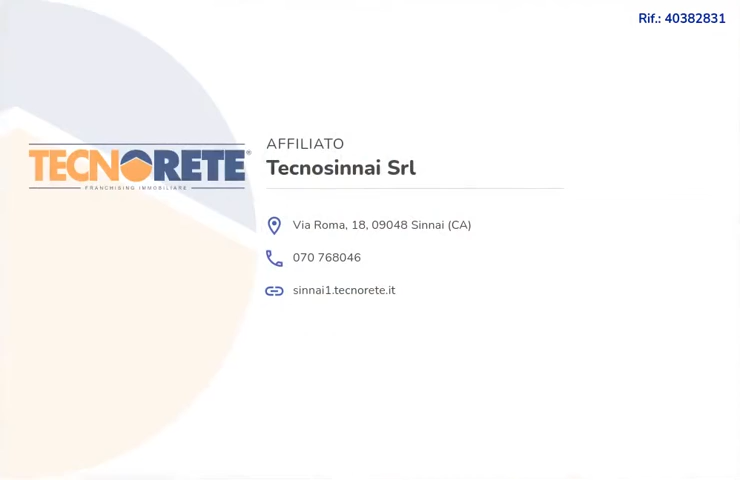 Rif.: 40382831
AFFILIATO
TECNORETE®
Tecnosinnai Srl
FRANCHISING IMMOBILIARE
Via Roma, 18, 09048 Sinnai (CA)
070 768046
sinnai1.tecnorete.it